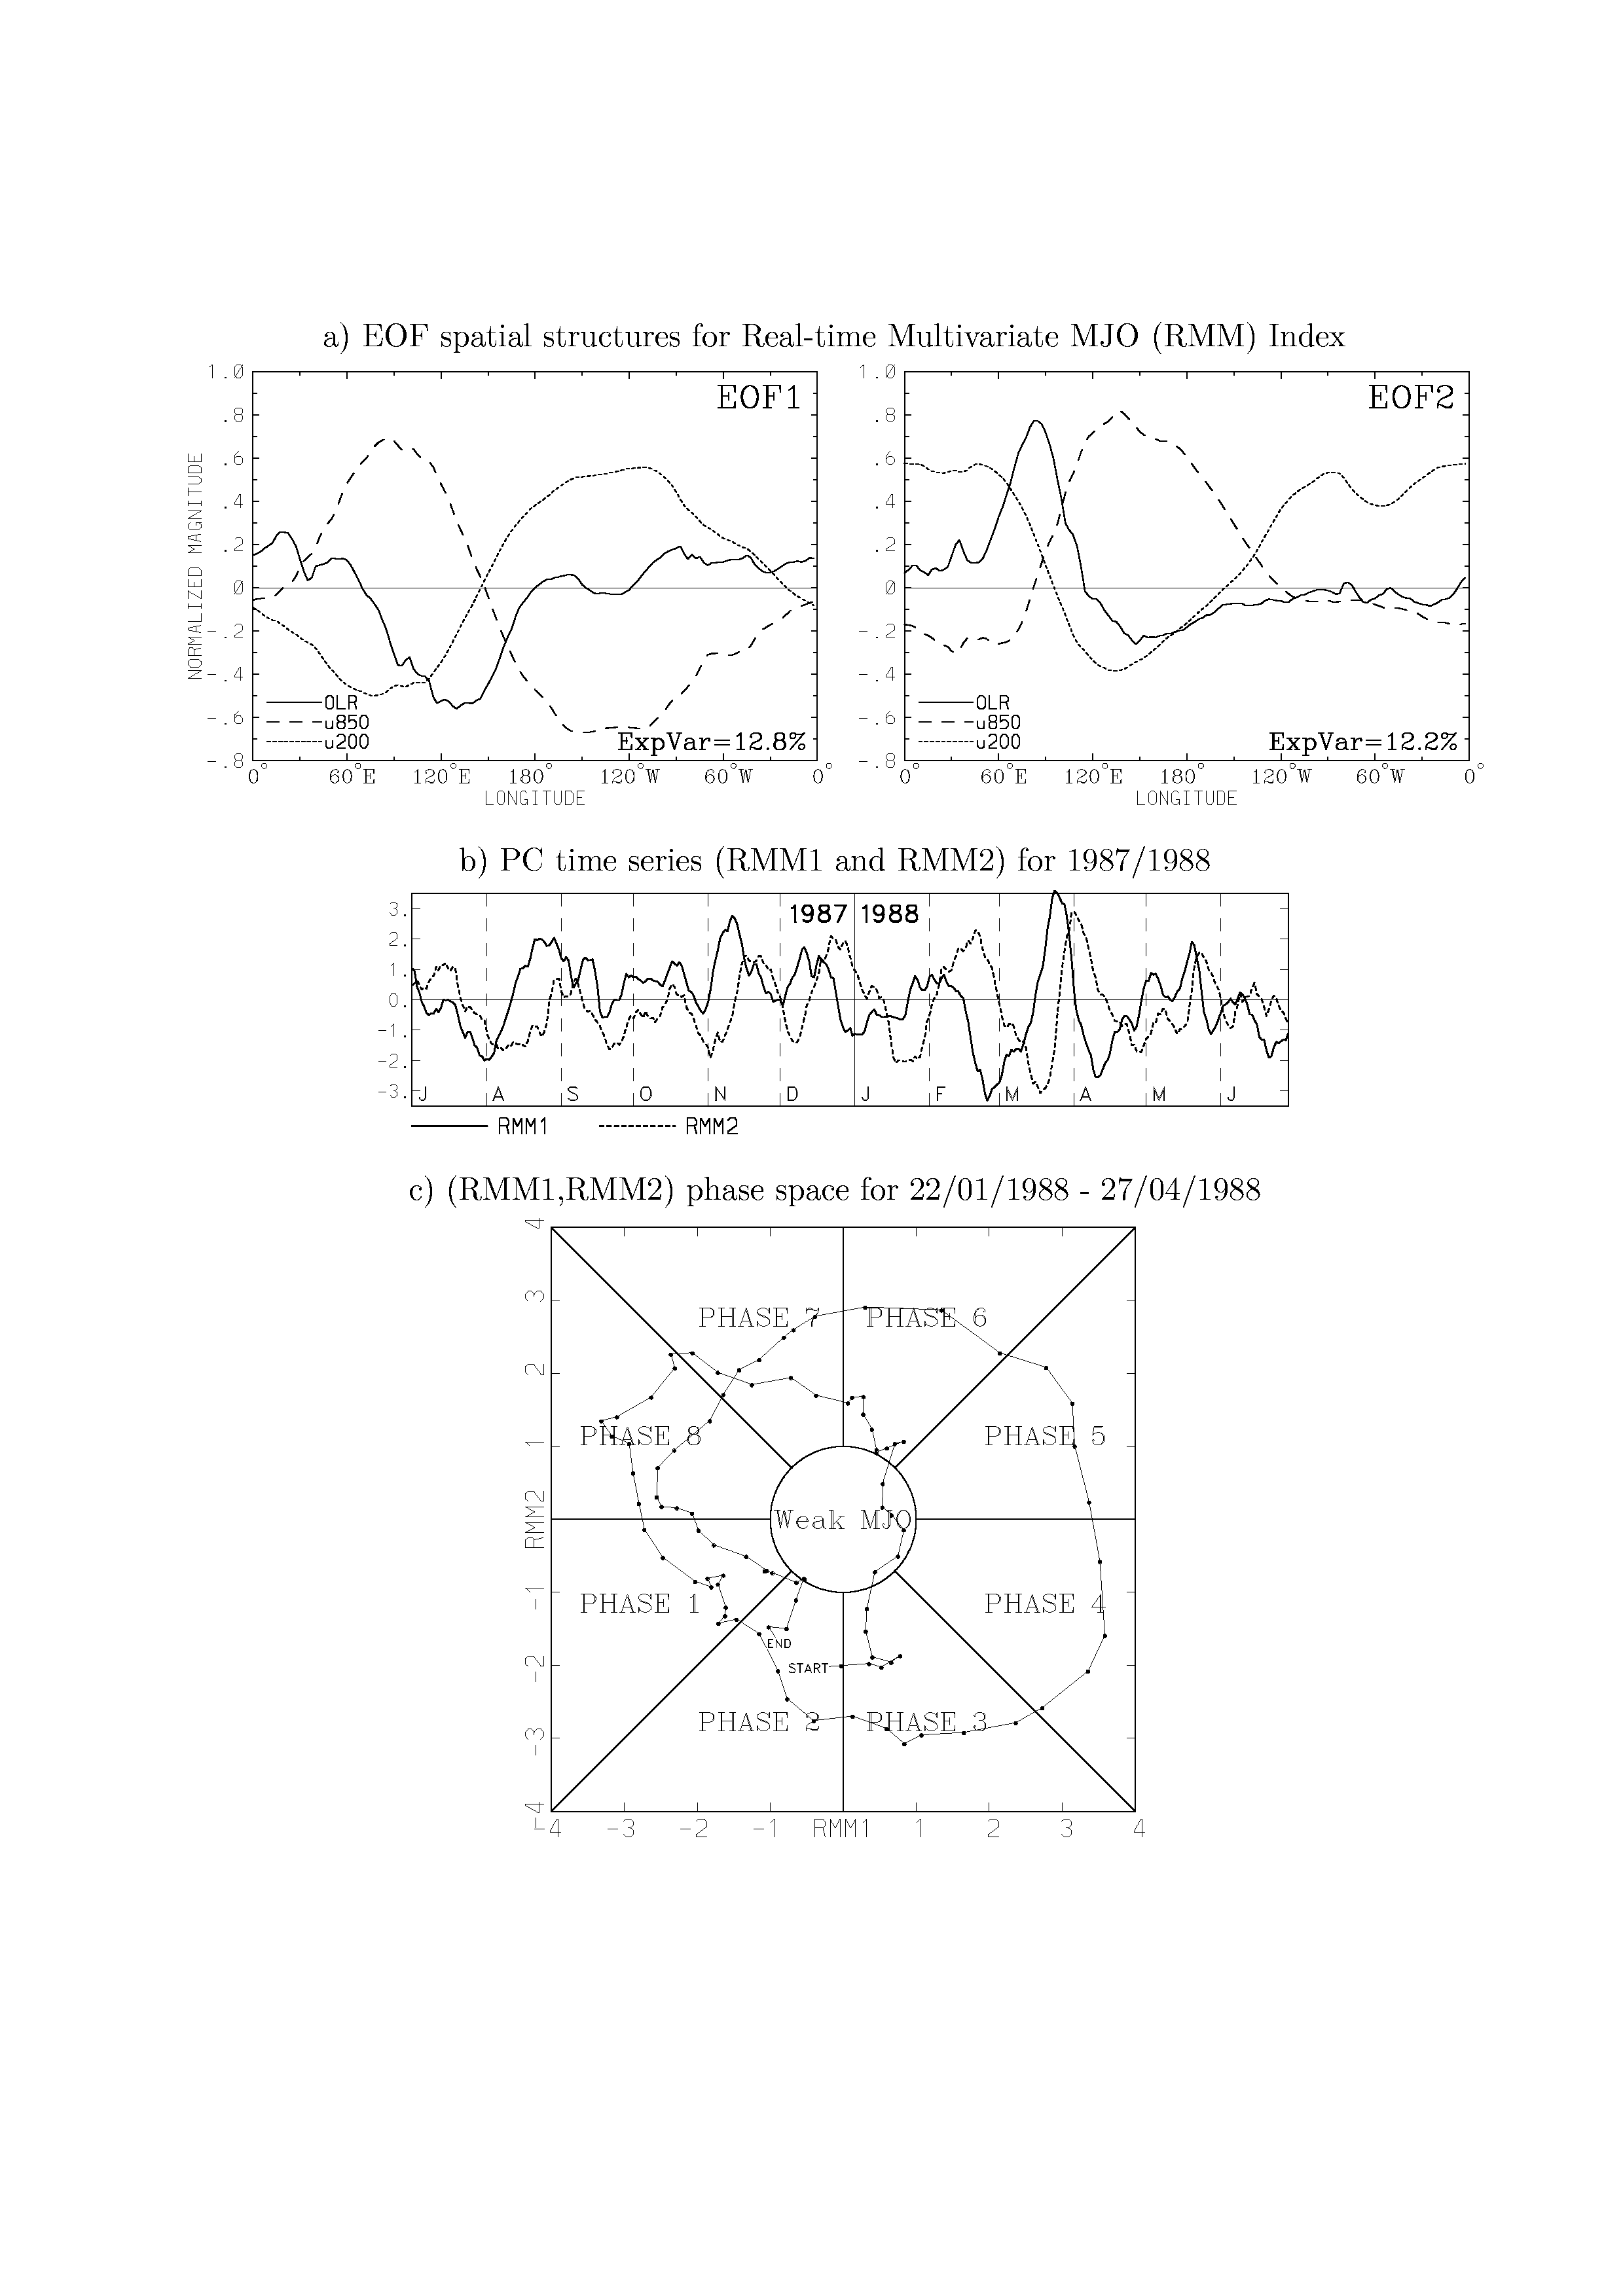 a) EOF spatial structures for Real-time Multivariate MJO (RMM) Index
1.0
.8
.6
.4
.2
0
-.2
-.4
-.6
-.8
NORMALIZED MAGNITUDE
EOF1
OLR
u850
u200
ExpVar=12.8%
0° 60°E 120°E 180° 120°W 60°W 0°
LONGITUDE
1.0
.8
.6
.4
.2
0
-.2
-.4
-.6
-.8
EOF2
OLR
u850
u200
ExpVar=12.2%
0° 60°E 120°E 180° 120°W 60°W 0°
LONGITUDE
b) PC time series (RMM1 and RMM2) for 1987/1988
3.
2.
1.
0.
-1.
-2.
-3.
1987 1988
J A S O N D J F M A M J
RMM1 RMM2
c) (RMM1,RMM2) phase space for 22/01/1988 - 27/04/1988
4
3
2
1
RMM2
-1
-2
-3
-4
PHASE 7 PHASE 6
PHASE 8 PHASE 5
Weak MJO
PHASE 1 PHASE 4
END
START
PHASE 2 PHASE 3
-4 -3 -2 -1 RMM1 1 2 3 4